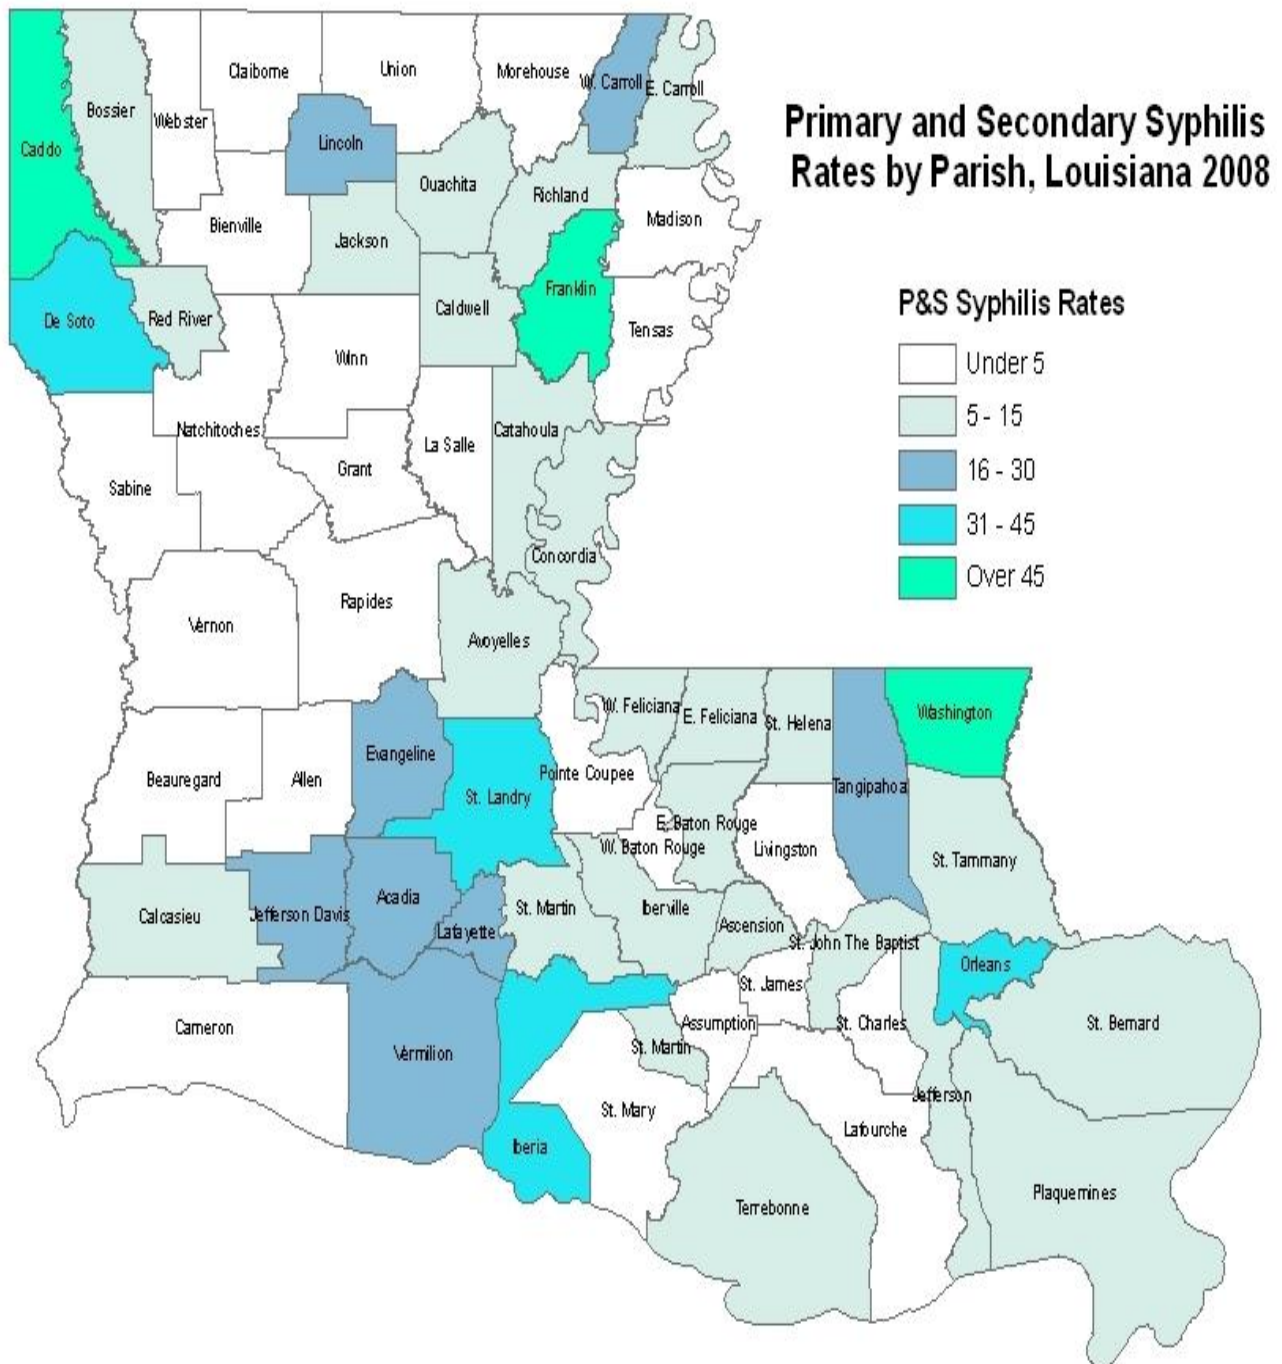 Primary and Secondary Syphilis
Rates by Parish, Louisiana 2008
P&S Syphilis Rates
Under 5
5 - 15
16 - 30
31 - 45
Over 45
Caddo
Bossier
Webster
Claiborne
Union
Morehouse
W. Carroll
E. Carroll
Lincoln
Ouachita
Richland
Madison
Bienville
Jackson
Franklin
De Soto
Red River
Caldwell
Tensas
Winn
Natchitoches
La Salle
Catahoula
Grant
Sabine
Concordia
Rapides
Vernon
Avoyelles
W. Feliciana
E. Feliciana
St. Helena
Washington
Evangeline
Beauregard
Allen
Pointe Coupee
Tangipahoa
St. Landry
E. Baton Rouge
W. Baton Rouge
Livingston
St. Tammany
Calcasieu
Jefferson Davis
Acadia
Lafayette
St. Martin
Iberville
Ascension
St. John The Baptist
Orleans
St. James
Cameron
Vermilion
Assumption
St. Charles
St. Bernard
St. Martin
Jefferson
St. Mary
Lafourche
Iberia
Terrebonne
Plaquemines